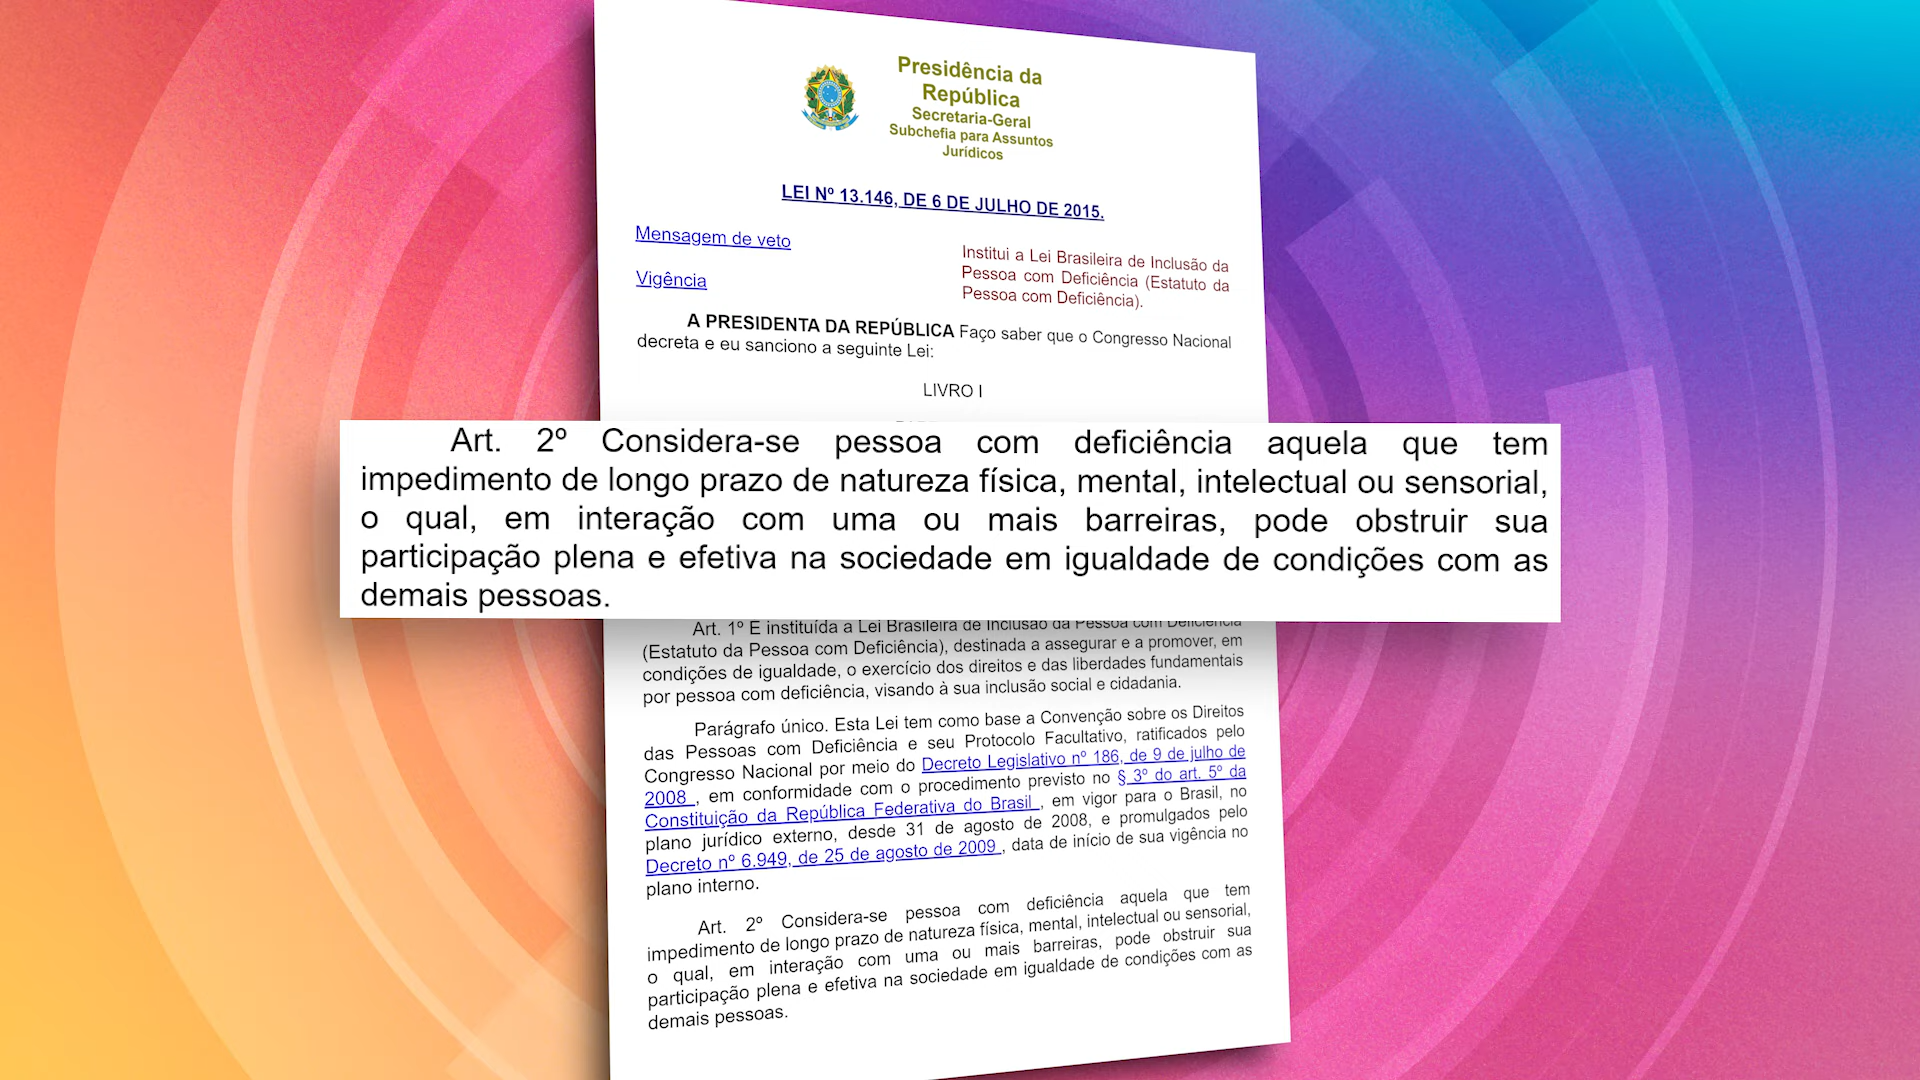 Presidência da
República
Secretaria-Geral
Subchefia para Assuntos
Jurídicos
LEI Nº 13.146, DE 6 DE JULHO DE 2015.
Mensagem de veto
Vigência
Institui a Lei Brasileira de Inclusão da
Pessoa com Deficiência (Estatuto da
Pessoa com Deficiência).
A PRESIDENTA DA REPÚBLICA Faço saber que o Congresso Nacional
decreta e eu sanciono a seguinte Lei:
LIVRO I
Art. 2º Considera-se pessoa com deficiência aquela que tem
impedimento de longo prazo de natureza física, mental, intelectual ou sensorial,
o qual, em interação com uma ou mais barreiras, pode obstruir sua
participação plena e efetiva na sociedade em igualdade de condições com as
demais pessoas.
Art. 1º É instituída a Lei Brasileira de Inclusão da Pessoa com Deficiência
(Estatuto da Pessoa com Deficiência), destinada a assegurar e a promover, em
condições de igualdade, o exercício dos direitos e das liberdades fundamentais
por pessoa com deficiência, visando à sua inclusão social e cidadania.
Parágrafo único. Esta Lei tem como base a Convenção sobre os Direitos
das Pessoas com Deficiência e seu Protocolo Facultativo, ratificados pelo
Congresso Nacional por meio do Decreto Legislativo nº 186, de 9 de julho de
2008 , em conformidade com o procedimento previsto no § 3º do art. 5º da
Constituição da República Federativa do Brasil , em vigor para o Brasil, no
plano jurídico externo, desde 31 de agosto de 2008, e promulgados pelo
Decreto nº 6.949, de 25 de agosto de 2009 , data de início de sua vigência no
plano interno.
Art. 2º Considera-se pessoa com deficiência aquela que tem
impedimento de longo prazo de natureza física, mental, intelectual ou sensorial,
o qual, em interação com uma ou mais barreiras, pode obstruir sua
participação plena e efetiva na sociedade em igualdade de condições com as
demais pessoas.